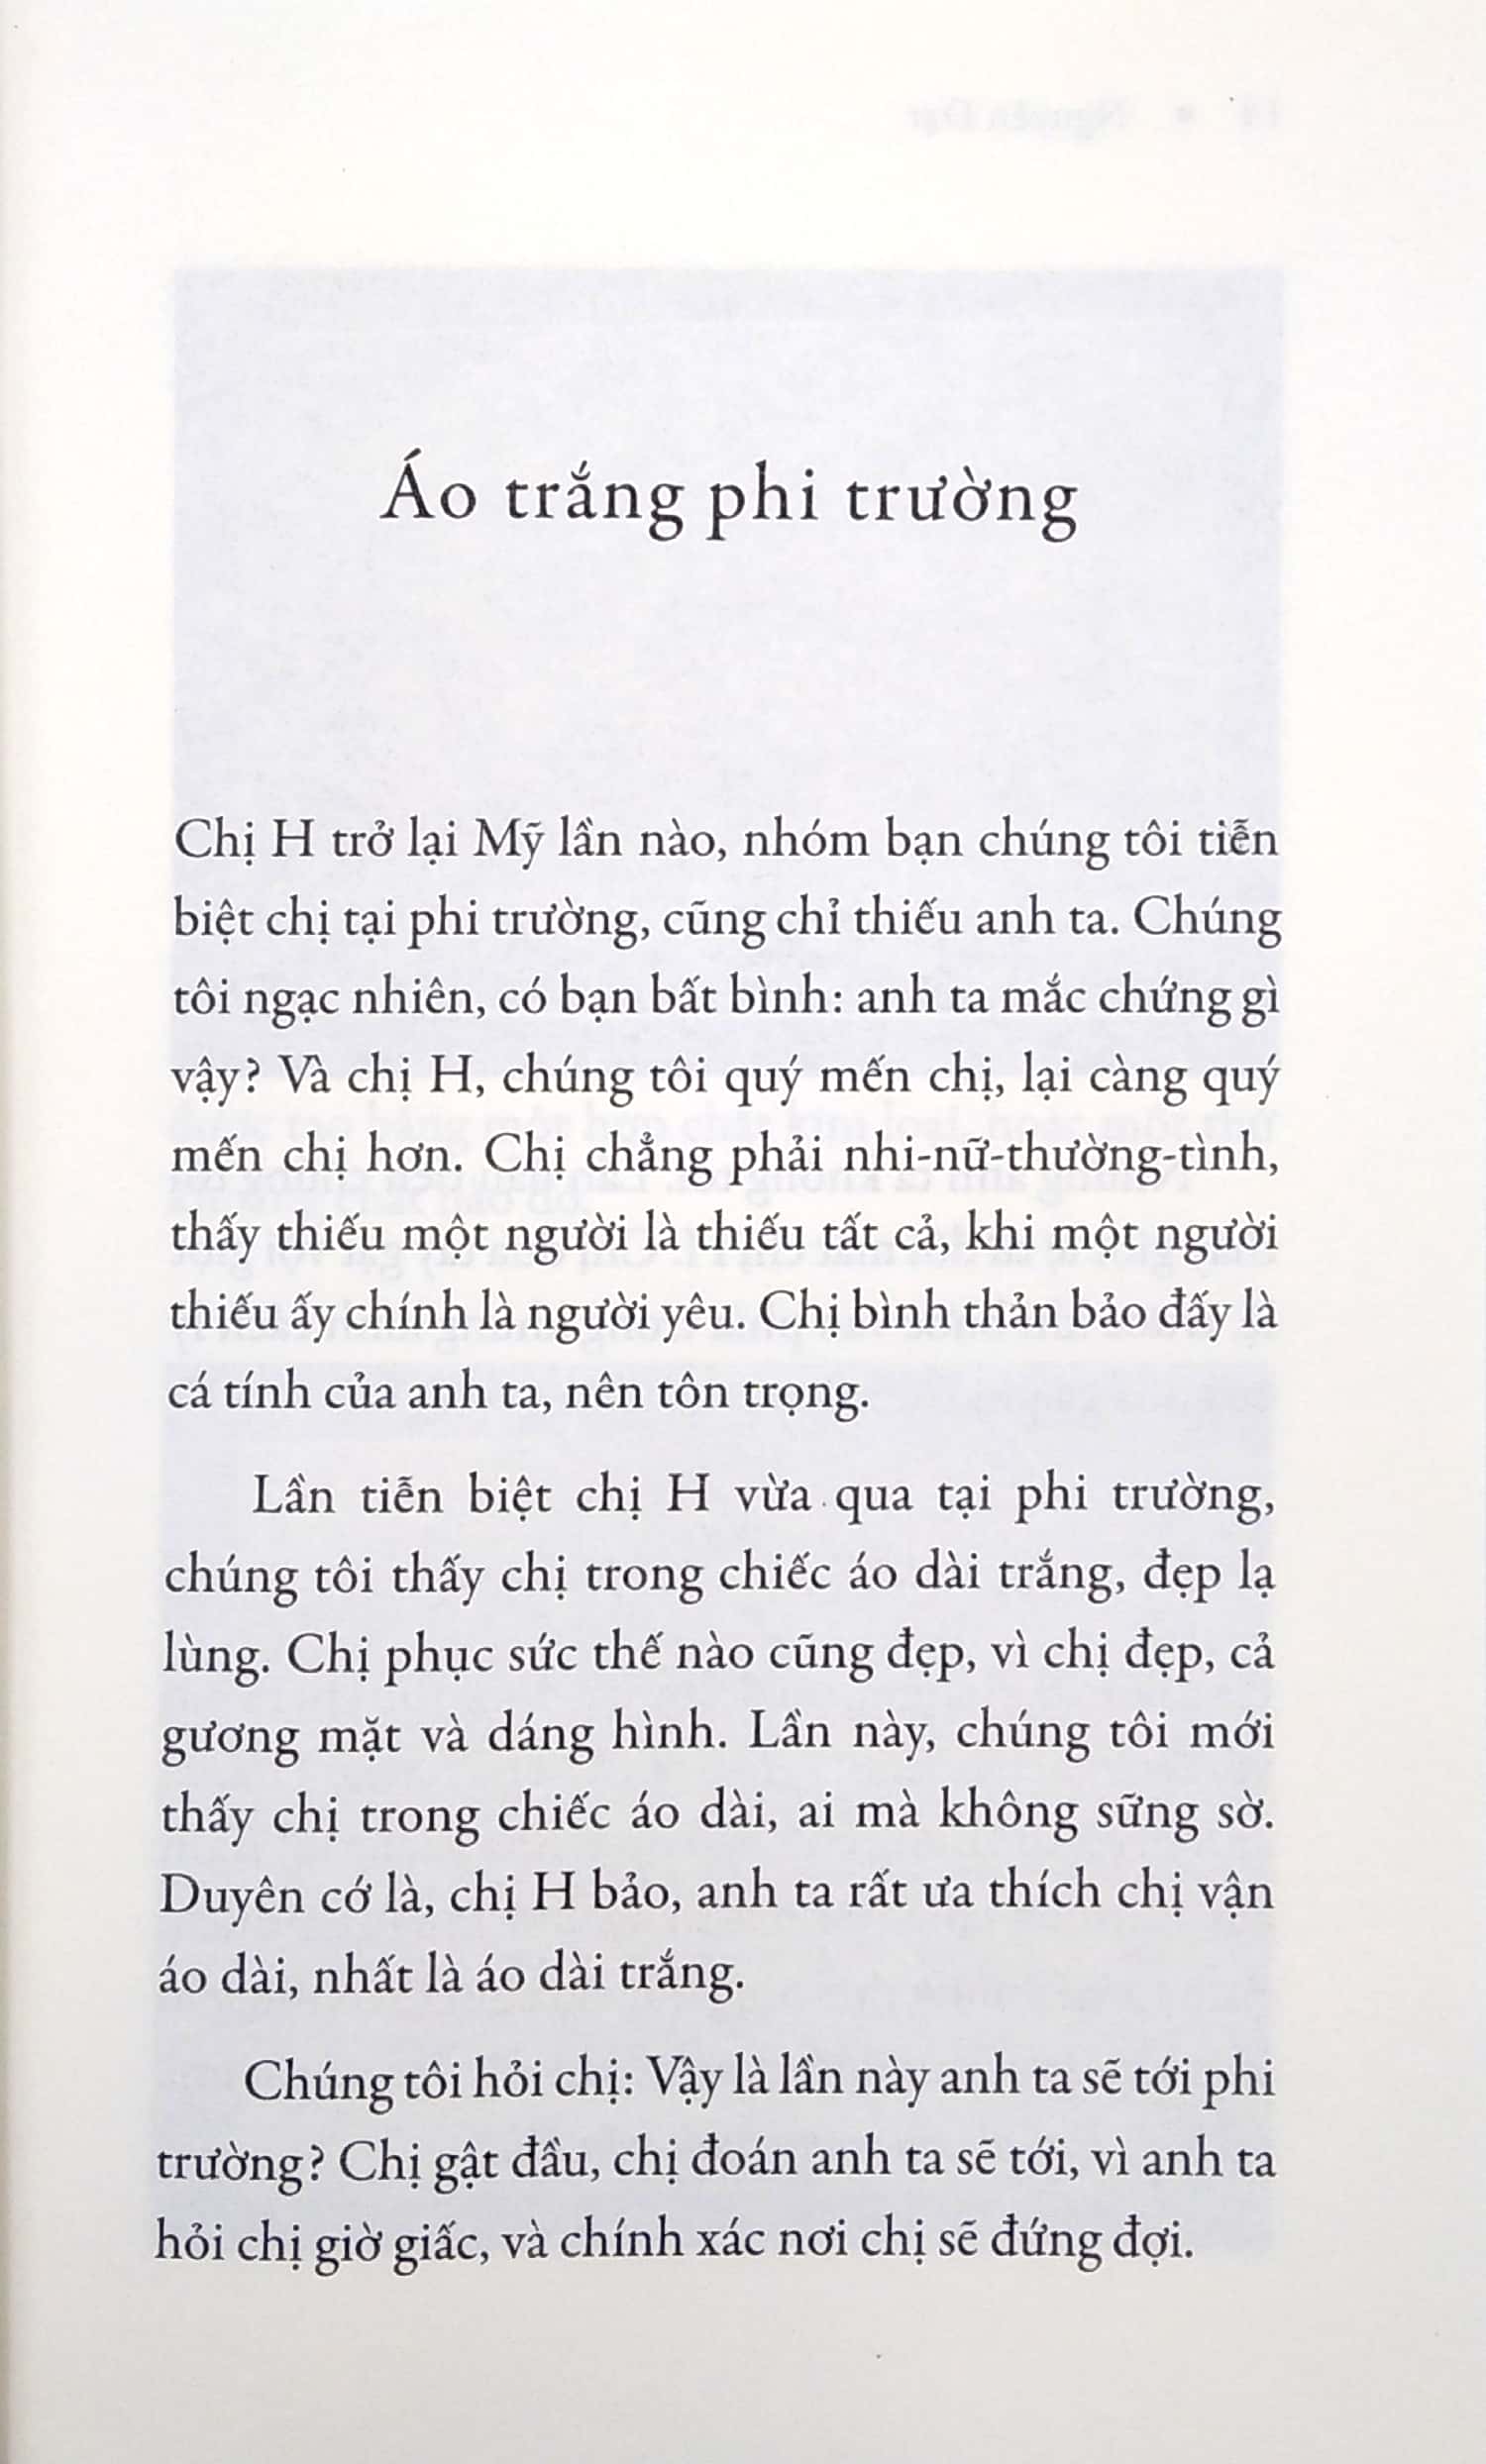 Áo trắng phi trường
Chị H trở lại Mỹ lần nào, nhóm bạn chúng tôi tiễn
biệt chị tại phi trường, cũng chỉ thiếu anh ta. Chúng
tôi ngạc nhiên, có bạn bất bình: anh ta mắc chứng gì
vậy? Và chị H, chúng tôi quý mến chị, lại càng quý
mến chị hơn. Chị chẳng phải nhi-nữ-thường-tình,
thấy thiếu một người là thiếu tất cả, khi một người
thiếu ấy chính là người yêu. Chị bình thản bảo đấy là
cá tính của anh ta, nên tôn trọng.
Lần tiễn biệt chị H vừa qua tại phi trường,
chúng tôi thấy chị trong chiếc áo dài trắng, đẹp lạ
lùng. Chị phục sức thế nào cũng đẹp, vì chị đẹp, cả
gương mặt và dáng hình. Lần này, chúng tôi mới
thấy chị trong chiếc áo dài, ai mà không sững sờ.
Duyên cớ là, chị H bảo, anh ta rất ưa thích chị vận
áo dài, nhất là áo dài trắng.
Chúng tôi hỏi chị: Vậy là lần này anh ta sẽ tới phi
trường? Chị gật đầu, chị đoán anh ta sẽ tới, vì anh ta
hỏi chị giờ giấc, và chính xác nơi chị sẽ đứng đợi.